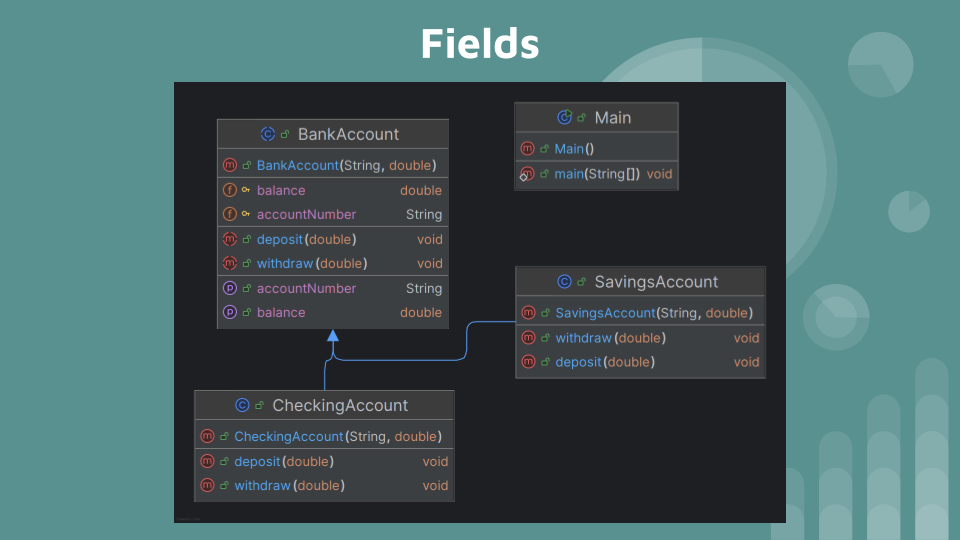 Fields
BankAccount
BankAccount(String, double)
balance double
accountNumber String
deposit(double) void
withdraw(double) void
accountNumber String
balance double
Main
Main()
main(String[]) void
SavingsAccount
SavingsAccount(String, double)
withdraw(double) void
deposit(double) void
CheckingAccount
CheckingAccount(String, double)
deposit(double) void
withdraw(double) void